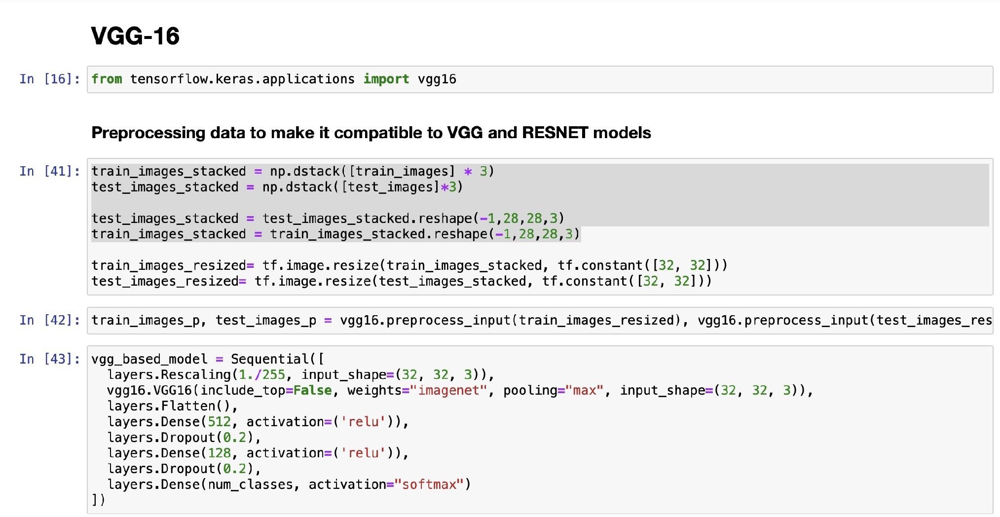 VGG-16
In [16]: from tensorflow.keras.applications import vgg16
Preprocessing data to make it compatible to VGG and RESNET models
In [41]: train_images_stacked = np.dstack([train_images] * 3)
test_images_stacked = np.dstack([test_images]*3)
test_images_stacked = test_images_stacked.reshape(-1,28,28,3)
train_images_stacked = train_images_stacked.reshape(-1,28,28,3)
train_images_resized= tf.image.resize(train_images_stacked, tf.constant([32, 32]))
test_images_resized= tf.image.resize(test_images_stacked, tf.constant([32, 32]))
In [42]: train_images_p, test_images_p = vgg16.preprocess_input(train_images_resized), vgg16.preprocess_input(test_images_res
In [43]: vgg_based_model = Sequential([
layers.Rescaling(1./255, input_shape=(32, 32, 3)),
vgg16.VGG16(include_top=False, weights="imagenet", pooling="max", input_shape=(32, 32, 3)),
layers.Flatten(),
layers.Dense(512, activation=('relu')),
layers.Dropout(0.2),
layers.Dense(128, activation=('relu')),
layers.Dropout(0.2),
layers.Dense(num_classes, activation="softmax")
])